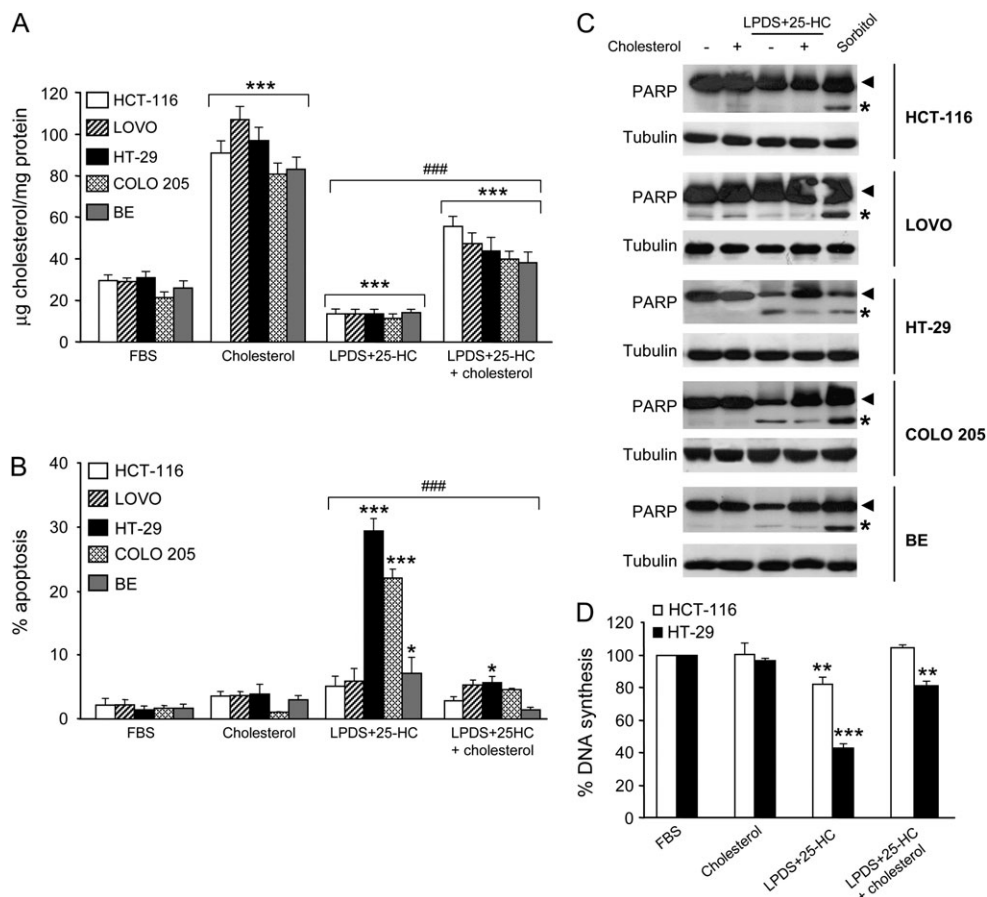 A
μg cholesterol/mg protein
120
100
80
60
40
20
0
HCT-116
LOVO
HT-29
COLO 205
BE
***
***
###
***
FBS
Cholesterol
LPDS+25-HC
LPDS+25-HC
+ cholesterol
B
% apoptosis
40
30
20
10
0
HCT-116
LOVO
HT-29
COLO 205
BE
###
***
***
*
*
FBS
Cholesterol
LPDS+25-HC
LPDS+25HC
+ cholesterol
C
LPDS+25-HC
Cholesterol - + - + Sorbitol
PARP
*
Tubulin
HCT-116
PARP
*
Tubulin
LOVO
PARP
*
Tubulin
HT-29
PARP
*
Tubulin
COLO 205
PARP
*
Tubulin
BE
D
% DNA synthesis
120
100
80
60
40
20
0
HCT-116
HT-29
**
***
**
FBS
Cholesterol
LPDS+25-HC
LPDS+25-HC
+ cholesterol